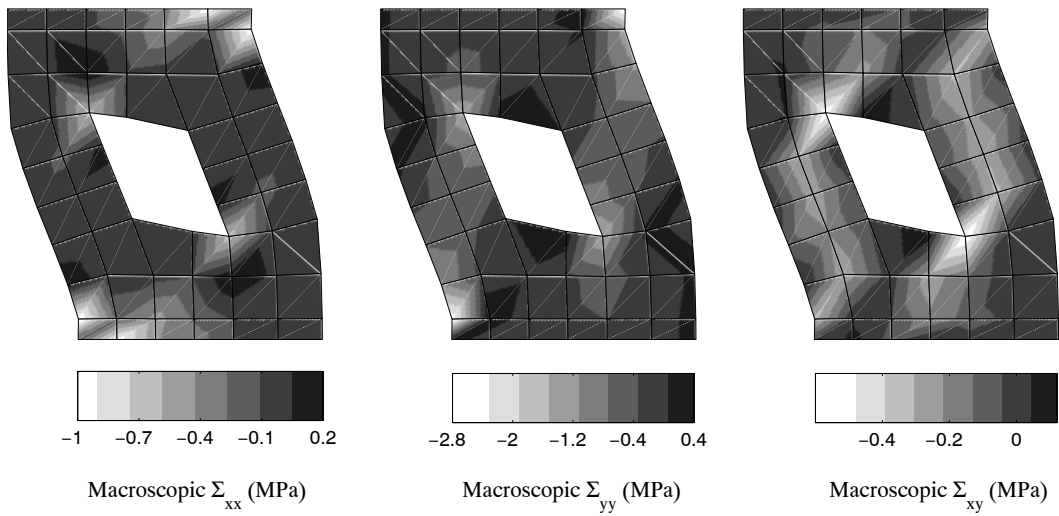 −1 −0.7 −0.4 −0.1 0.2
−2.8 −2 −1.2 −0.4 0.4
−0.4 −0.2 0
Macroscopic Σxx (MPa)
Macroscopic Σyy (MPa)
Macroscopic Σxy (MPa)